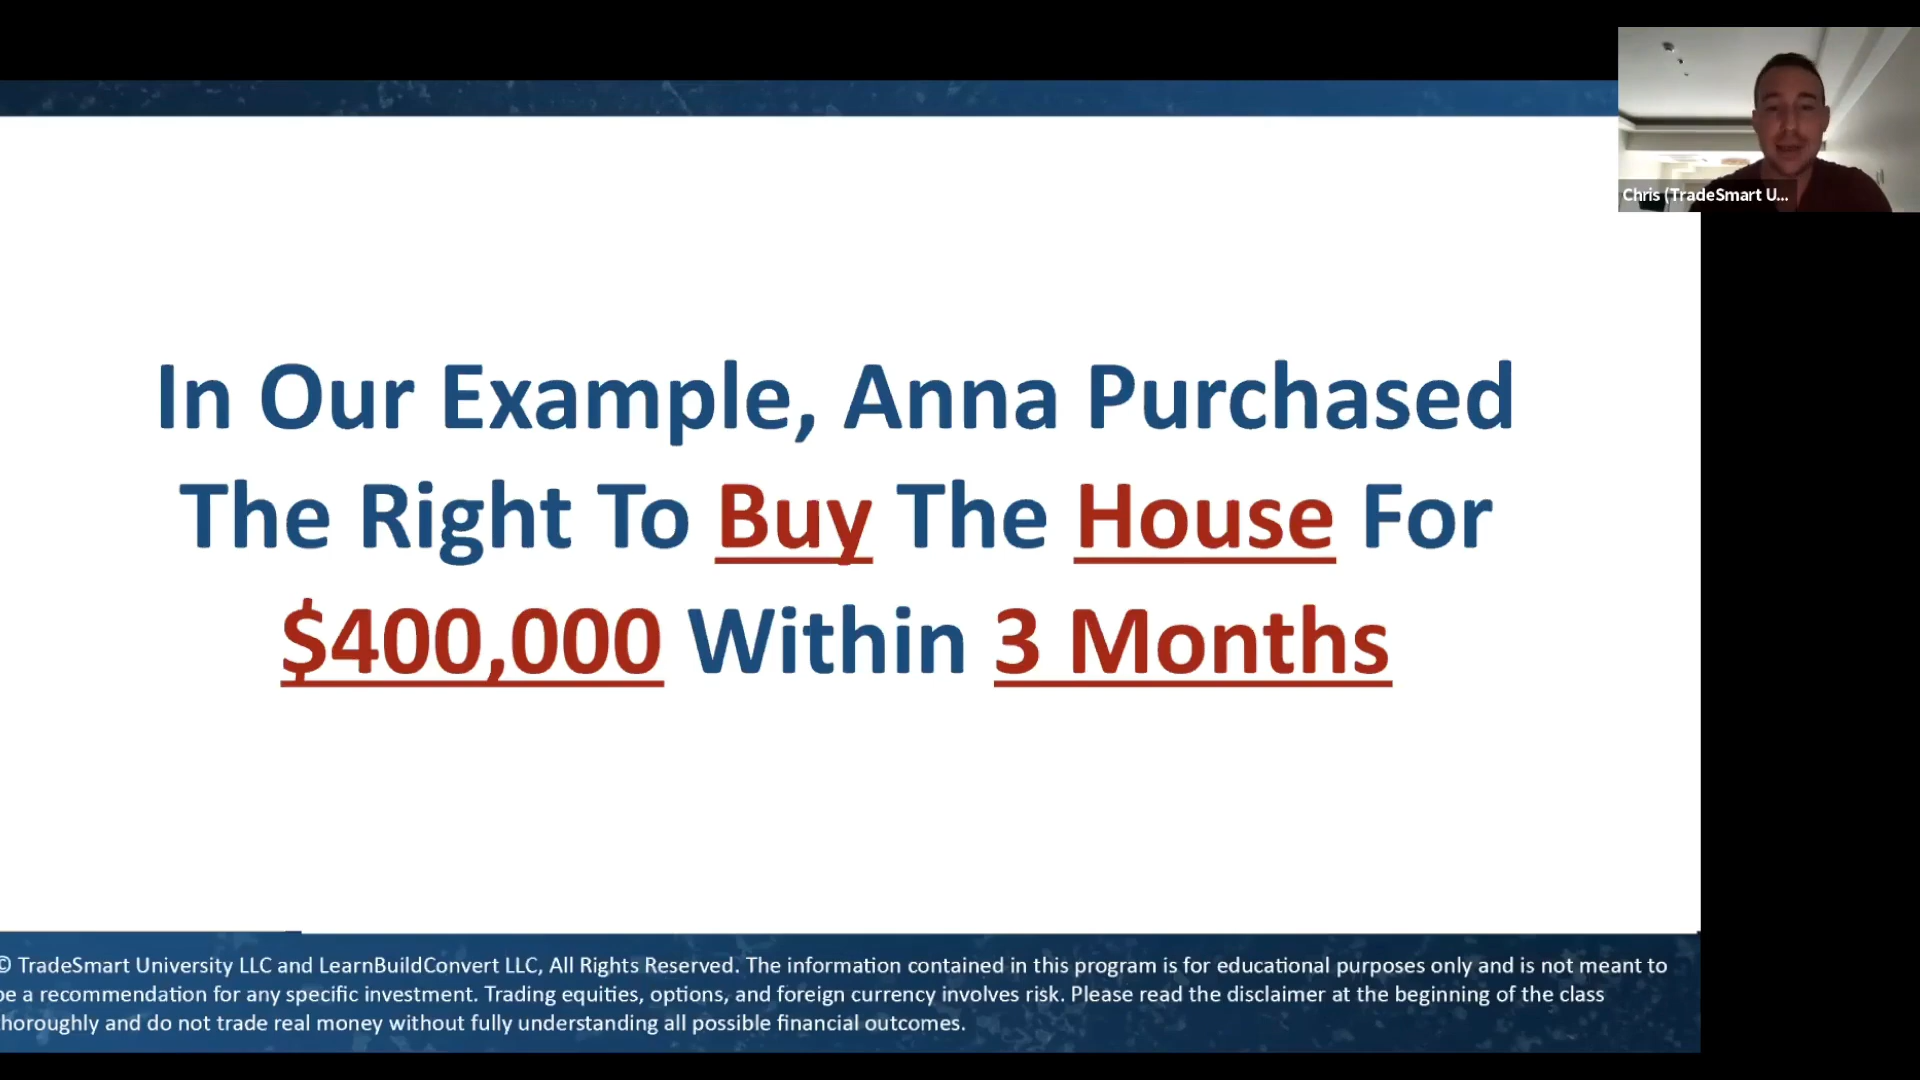 Chris (TradeSmart U...
In Our Example, Anna Purchased
The Right To Buy The House For
$400,000 Within 3 Months
© TradeSmart University LLC and LearnBuildConvert LLC, All Rights Reserved. The information contained in this program is for educational purposes only and is not meant to
be a recommendation for any specific investment. Trading equities, options, and foreign currency involves risk. Please read the disclaimer at the beginning of the class
thoroughly and do not trade real money without fully understanding all possible financial outcomes.